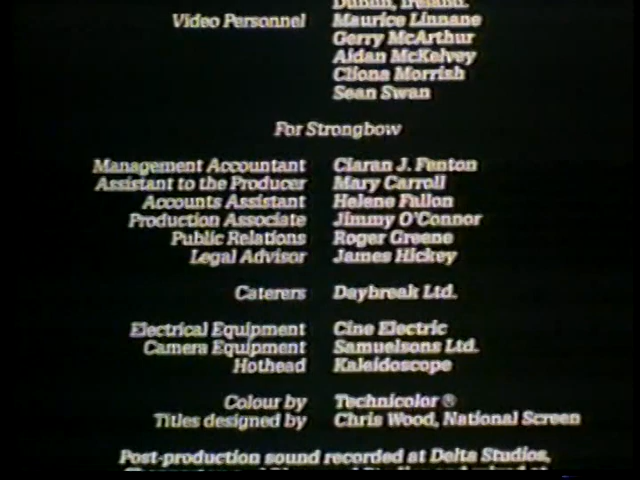 Dublin, Ireland.
Video Personnel Maurice Linnane
Gerry McArthur
Aidan McKelvey
Cliona Morrish
Sean Swan
For Strongbow
Management Accountant Ciaran J. Fenton
Assistant to the Producer Mary Carroll
Accounts Assistant Helene Fallon
Production Associate Jimmy O'Connor
Public Relations Roger Greene
Legal Advisor James Hickey
Caterers Daybreak Ltd.
Electrical Equipment Cine Electric
Camera Equipment Samuelsons Ltd.
Hothead Kaleidoscope
Colour by Technicolor ®
Titles designed by Chris Wood, National Screen
Post-production sound recorded at Delta Studios,